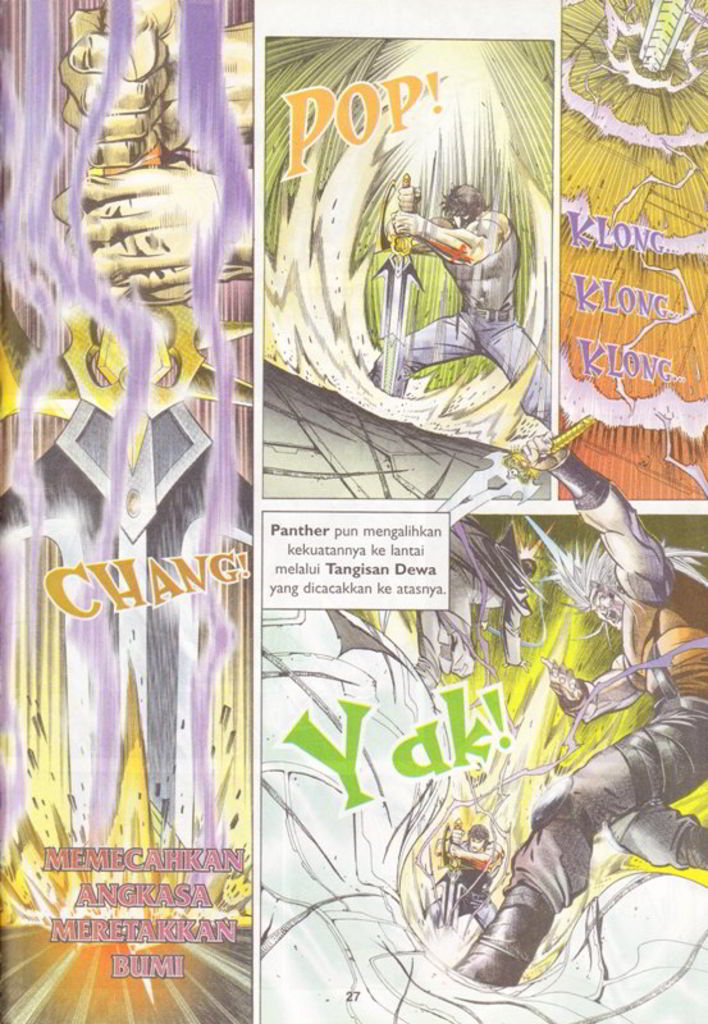 CHANG!
MEMECAHKAN
ANGKASA
MERETAKKAN
BUMI
POP!
KLONG...
KLONG...
KLONG...
Panther pun mengalihkan
kekuatannya ke lantai
melalui Tangisan Dewa
yang dicacakkan ke atasnya.
Yak!
27